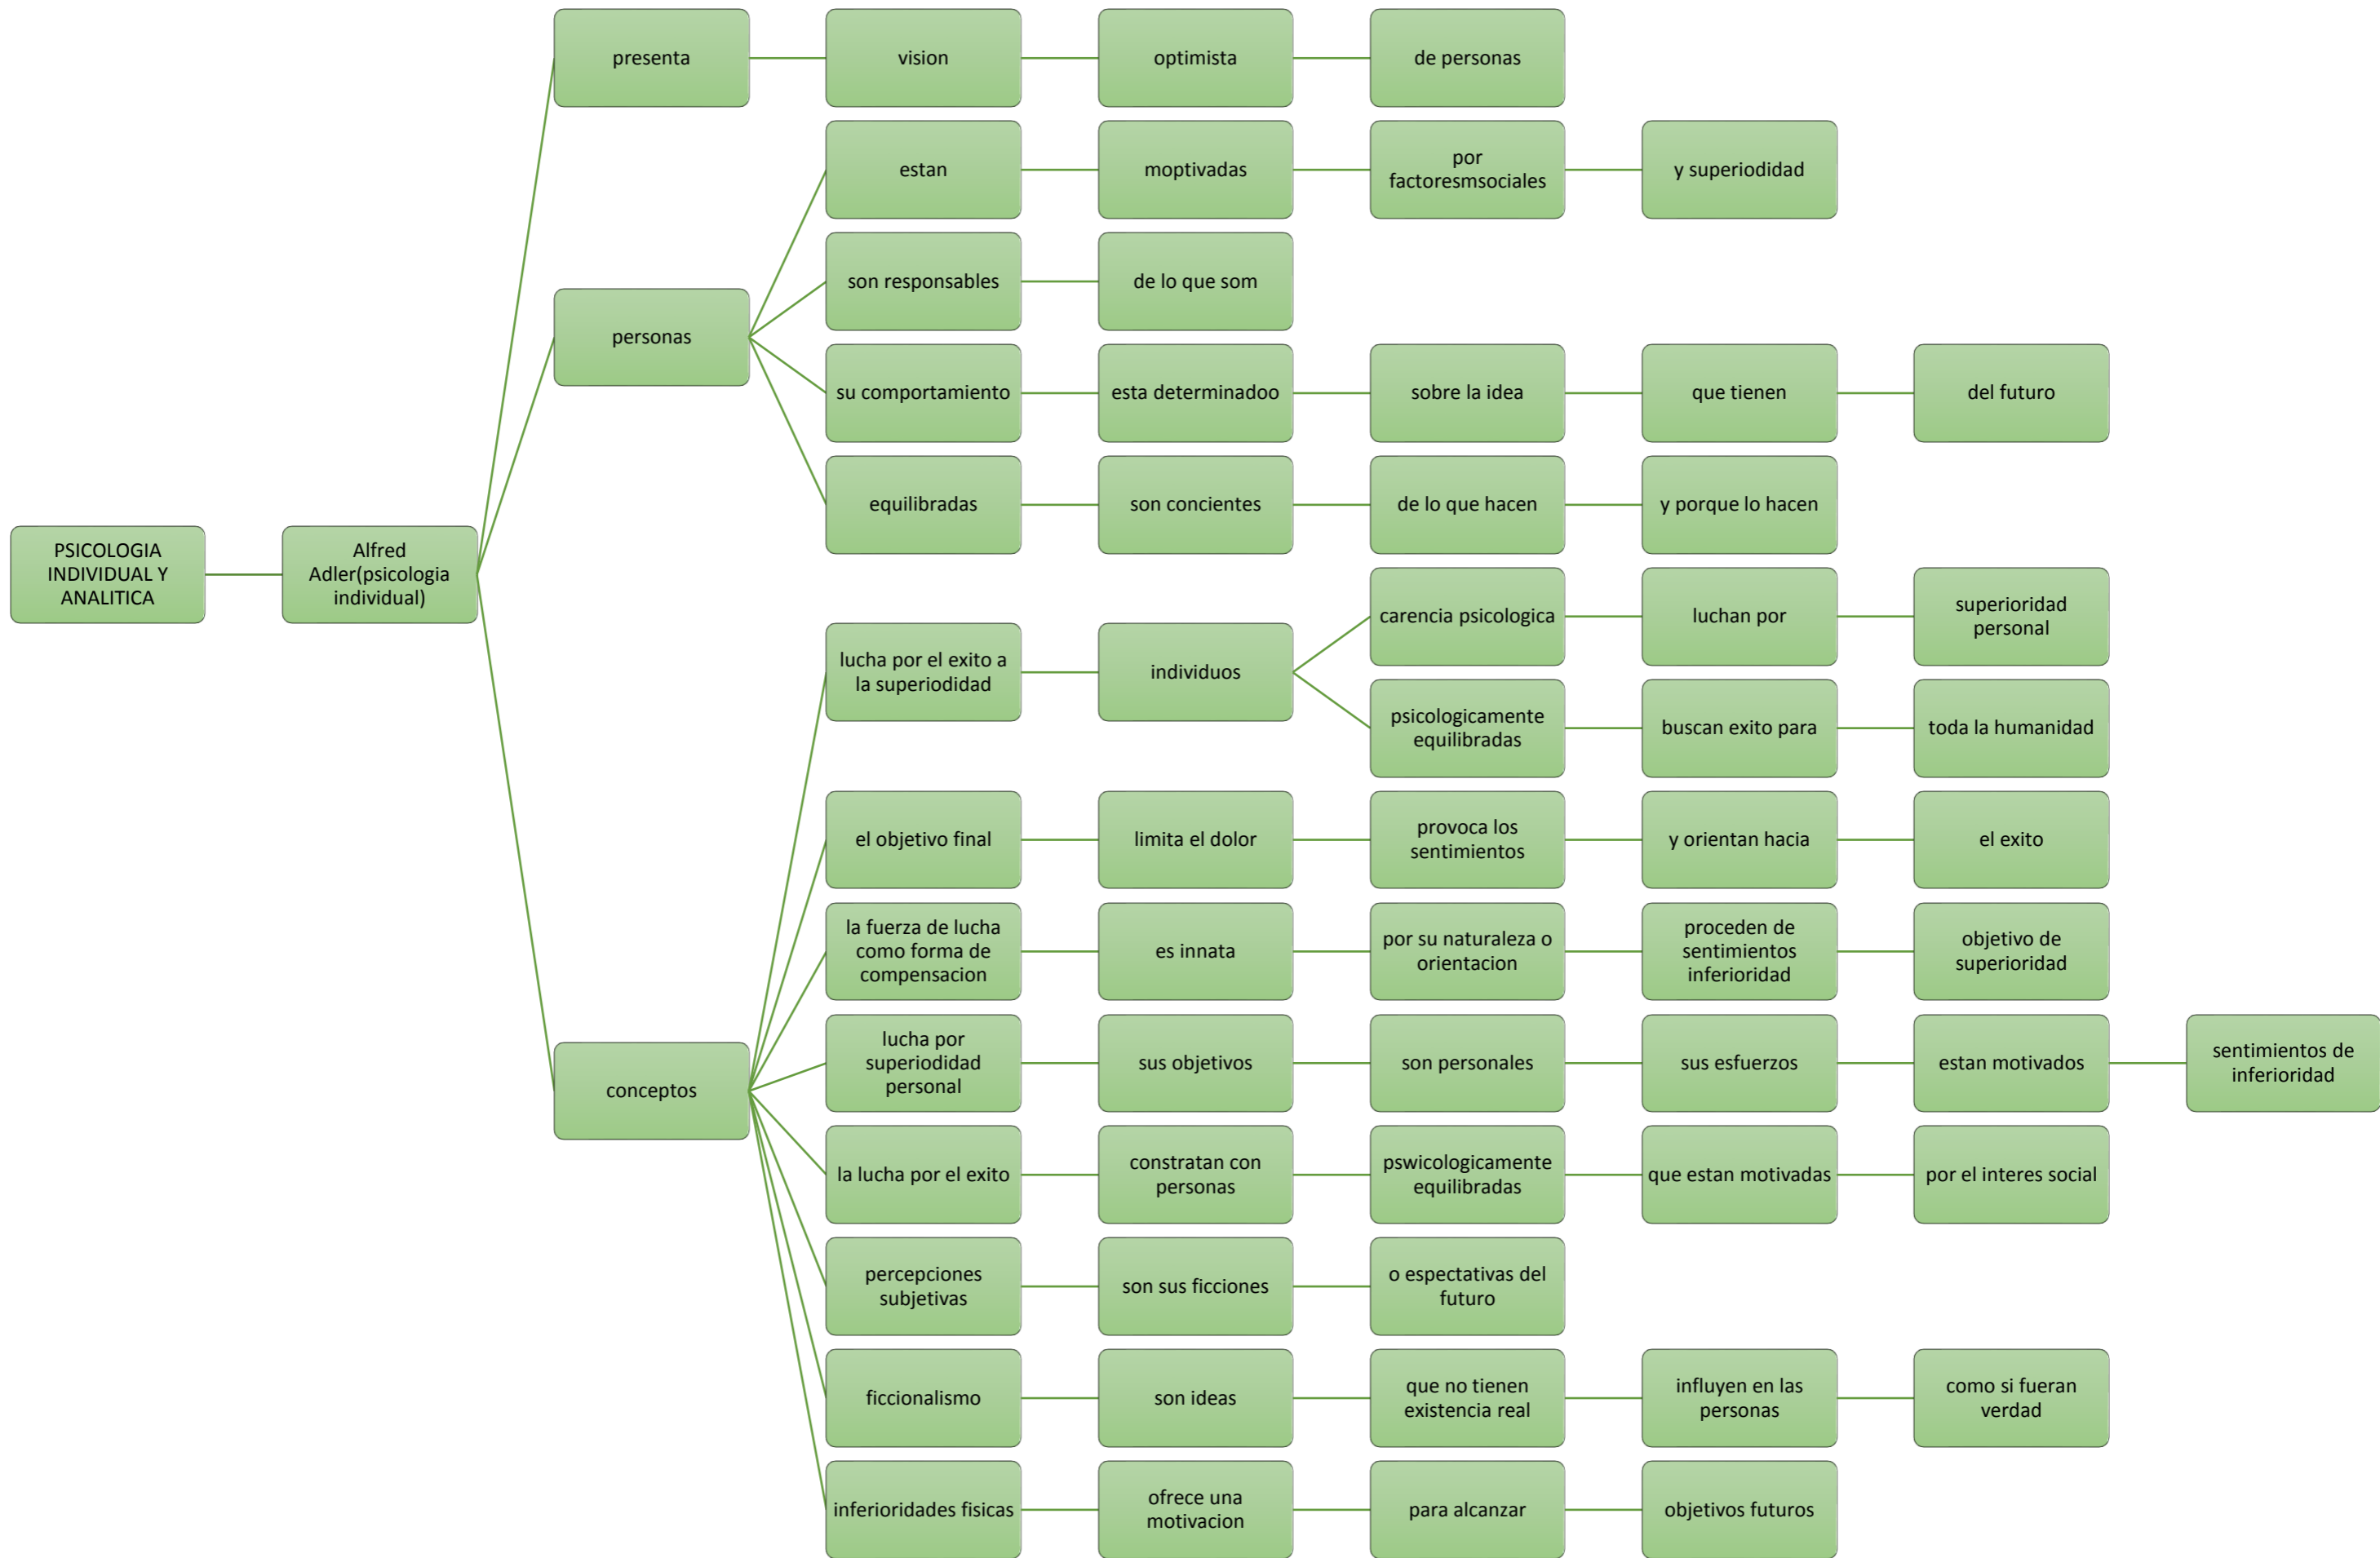 presenta
vision
optimista
de personas
estan
moptivadas
por
factoresmsociales
y superiodidad
son responsables
de lo que som
personas
su comportamiento
esta determinadoo
sobre la idea
que tienen
del futuro
equilibradas
son concientes
de lo que hacen
y porque lo hacen
PSICOLOGIA
INDIVIDUAL Y
ANALITICA
Alfred
Adler(psicologia
individual)
lucha por el exito a
la superiodidad
individuos
carencia psicologica
luchan por
superioridad
personal
psicologicamente
equilibradas
buscan exito para
toda la humanidad
el objetivo final
limita el dolor
provoca los
sentimientos
y orientan hacia
el exito
la fuerza de lucha
como forma de
compensacion
es innata
por su naturaleza o
orientacion
proceden de
sentimientos
inferioridad
objetivo de
superioridad
conceptos
lucha por
superiodidad
personal
sus objetivos
son personales
sus esfuerzos
estan motivados
sentimientos de
inferioridad
la lucha por el exito
constratan con
personas
pswicologicamente
equilibradas
que estan motivadas
por el interes social
percepciones
subjetivas
son sus ficciones
o espectativas del
futuro
ficcionalismo
son ideas
que no tienen
existencia real
influyen en las
personas
como si fueran
verdad
inferioridades fisicas
ofrece una
motivacion
para alcanzar
objetivos futuros